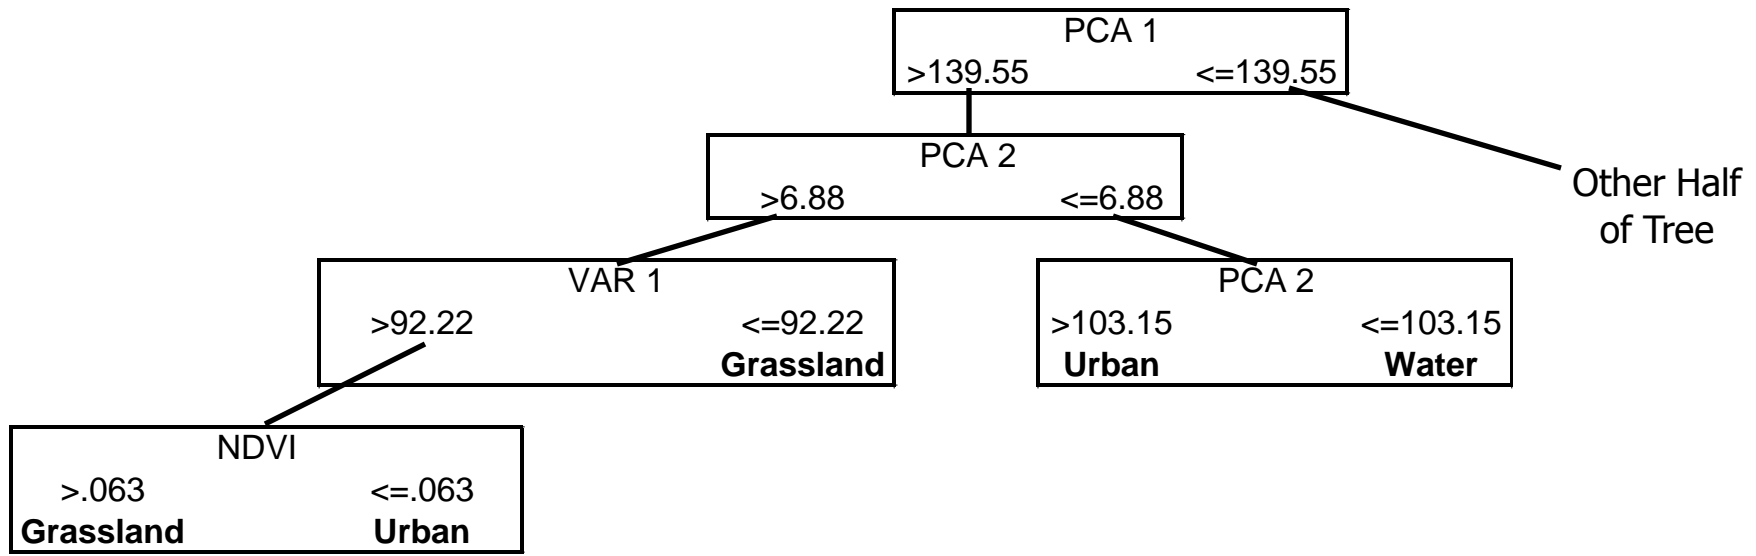 PCA 1
>139.55 <=139.55
PCA 2
>6.88 <=6.88
Other Half
of Tree
VAR 1
>92.22 <=92.22
Grassland
PCA 2
>103.15 <=103.15
Urban Water
NDVI
>.063 <=.063
Grassland Urban